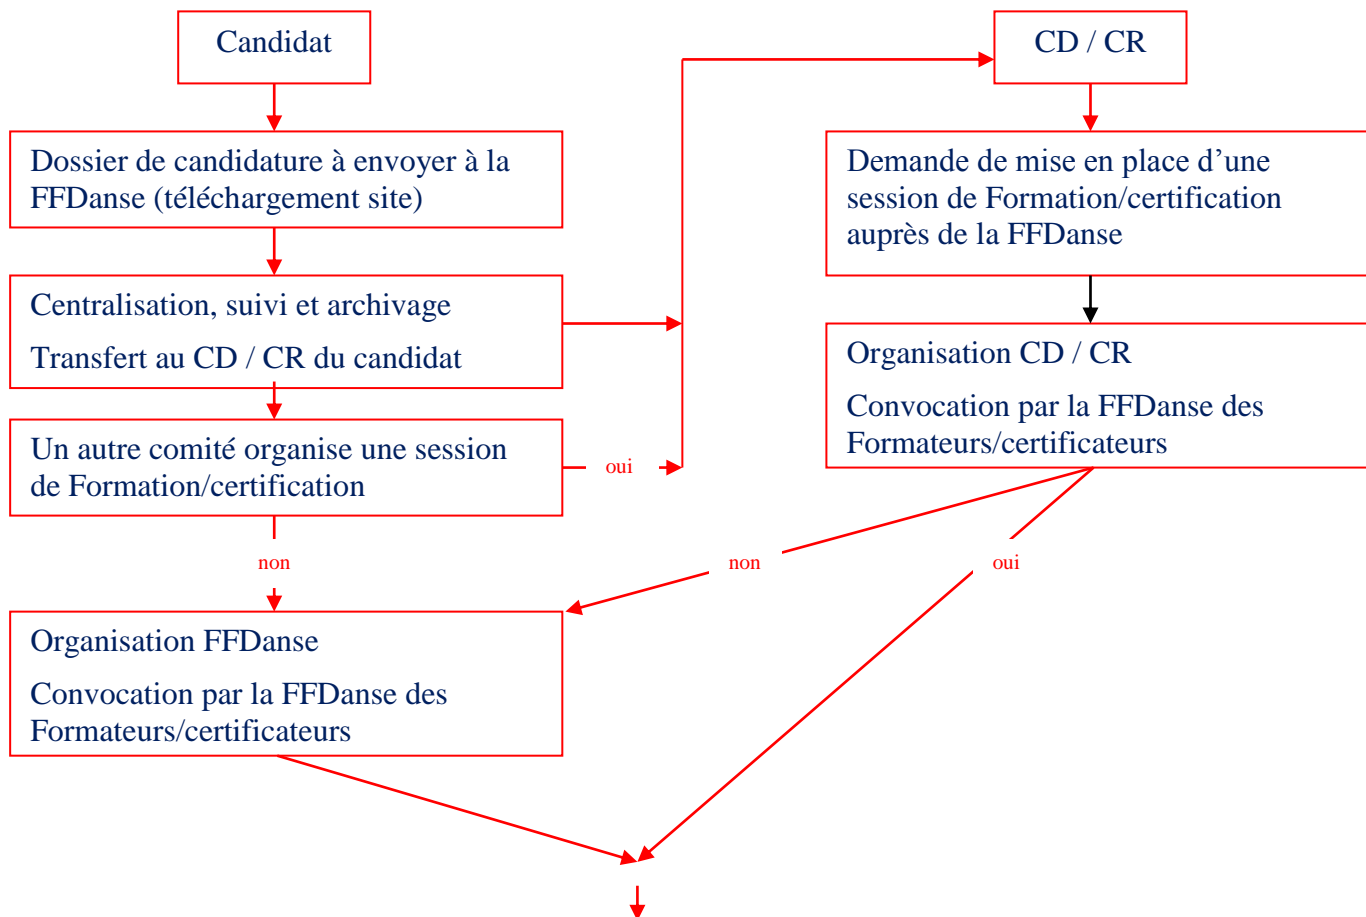 Candidat
CD / CR
Dossier de candidature à envoyer à la
FFDanse (téléchargement site)
Demande de mise en place d’une
session de Formation/certification
auprès de la FFDanse
Centralisation, suivi et archivage
Transfert au CD / CR du candidat
Organisation CD / CR
Convocation par la FFDanse des
Formateurs/certificateurs
Un autre comité organise une session
de Formation/certification
oui
non
non
oui
Organisation FFDanse
Convocation par la FFDanse des
Formateurs/certificateurs